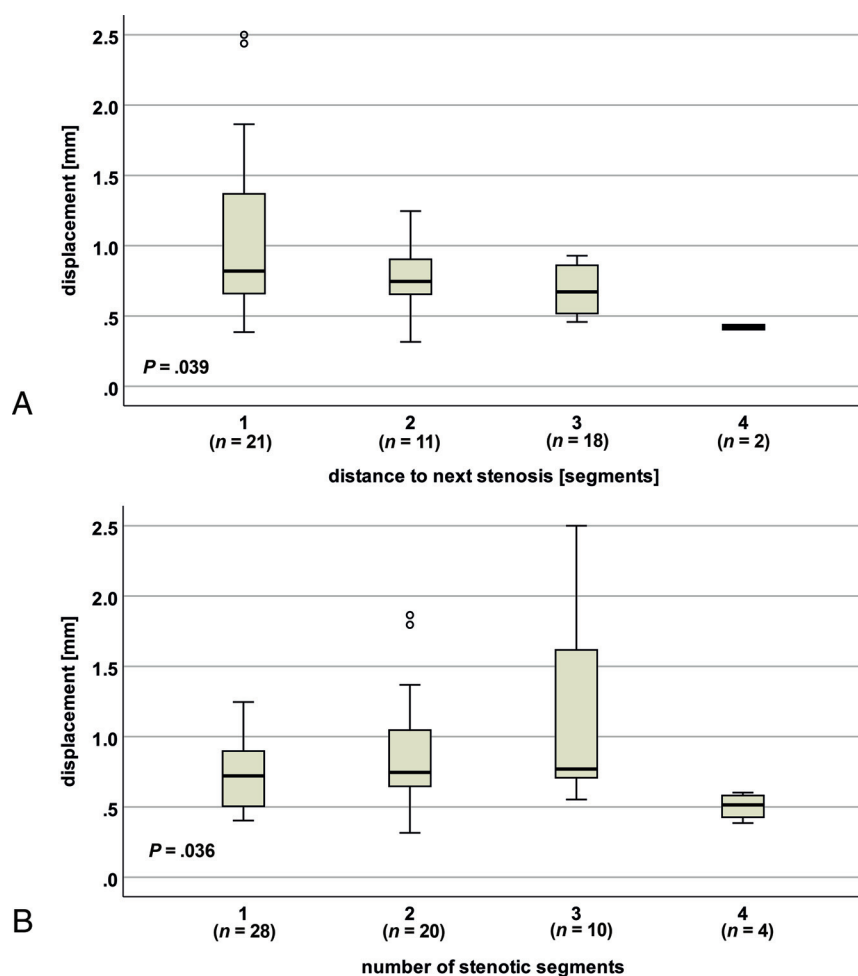 2.5
2.0
1.5
1.0
.5
.0
displacement [mm]
P = .039
A
1 2 3 4
(n = 21) (n = 11) (n = 18) (n = 2)
distance to next stenosis [segments]
2.5
2.0
1.5
1.0
.5
.0
displacement [mm]
P = .036
B
1 2 3 4
(n = 28) (n = 20) (n = 10) (n = 4)
number of stenotic segments